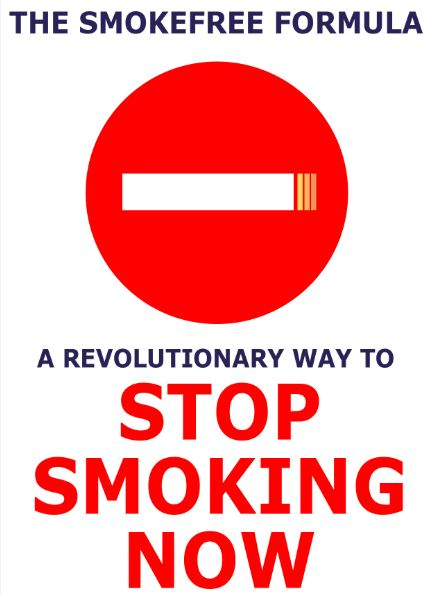 THE SMOKEFREE FORMULA
A REVOLUTIONARY WAY TO
STOP
SMOKING
NOW